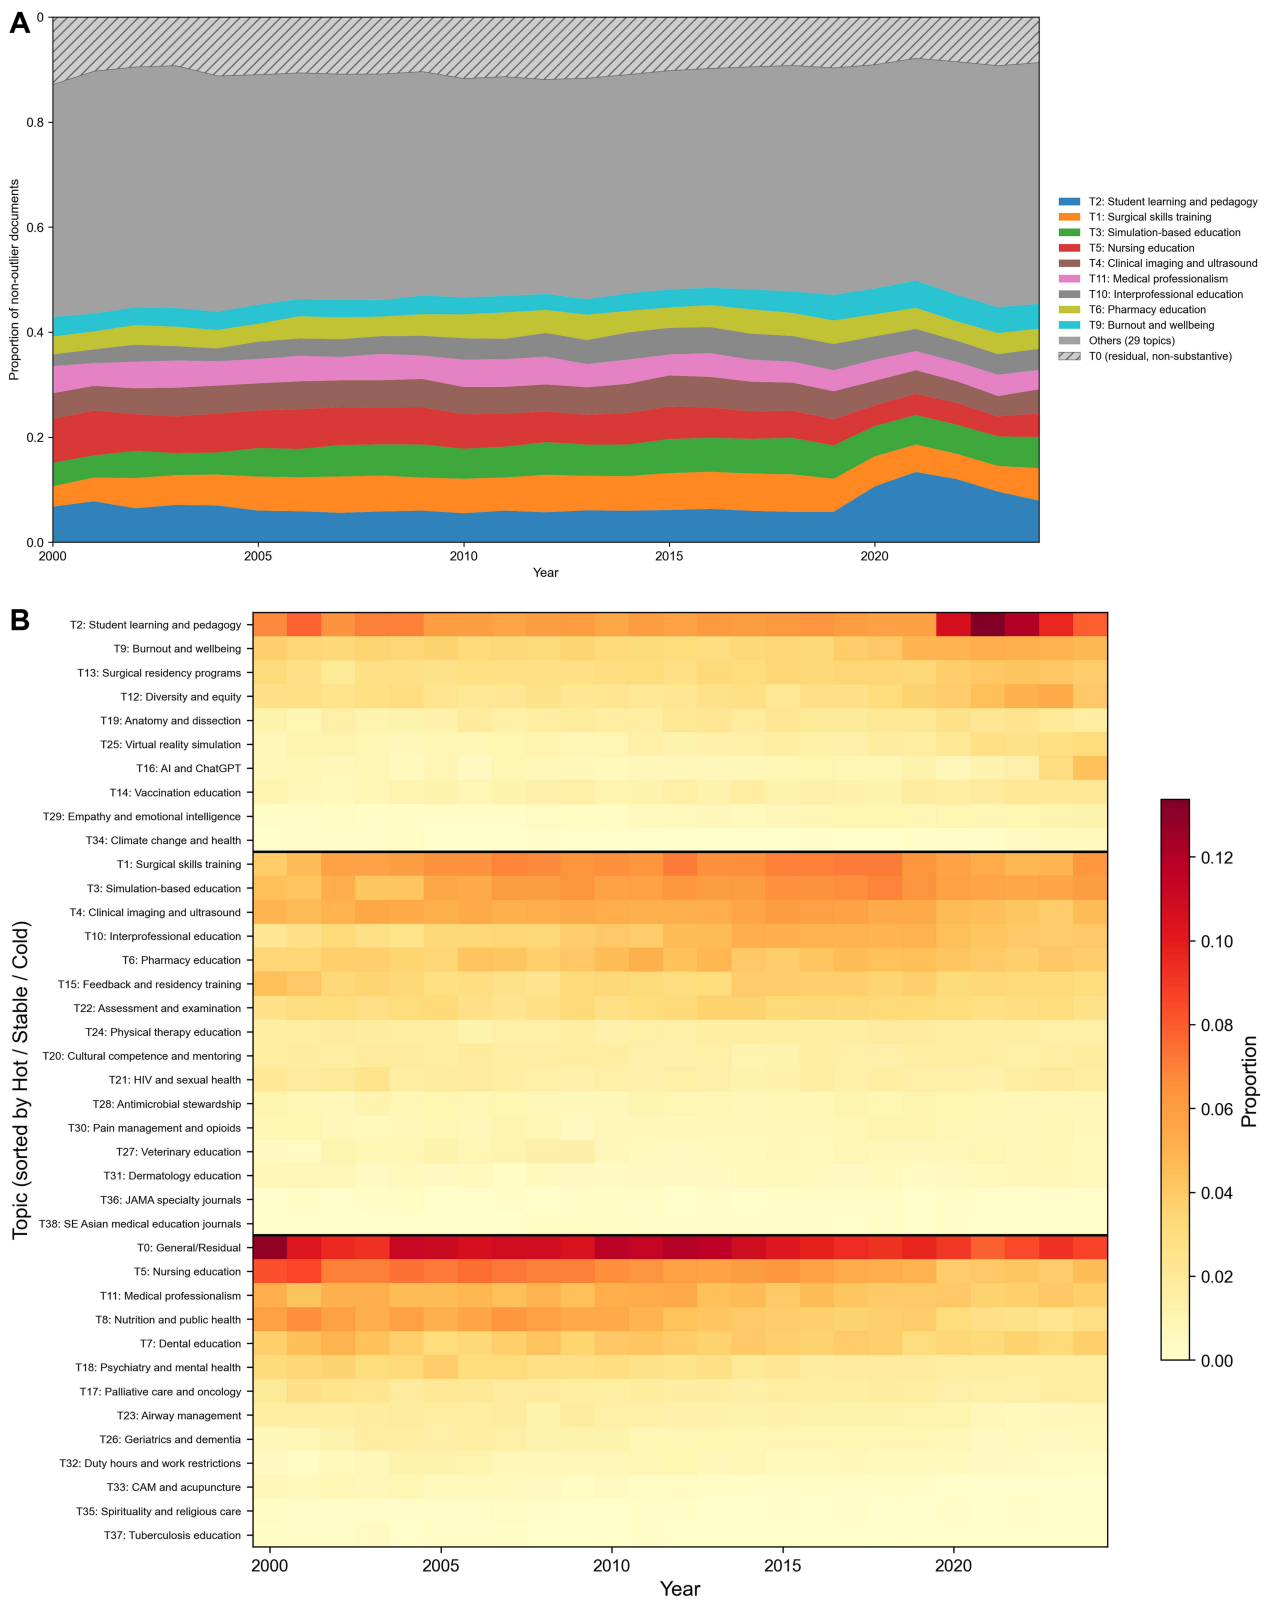 A
0
0.8
0.6
0.4
0.2
0.0
Proportion of non-outlier documents
2000
2005
2010
2015
2020
Year
T2: Student learning and pedagogy
T1: Surgical skills training
T3: Simulation-based education
T5: Nursing education
T4: Clinical imaging and ultrasound
T11: Medical professionalism
T10: Interprofessional education
T6: Pharmacy education
T9: Burnout and wellbeing
Others (29 topics)
T0 (residual, non-substantive)
B
Topic (sorted by Hot / Stable / Cold)
T2: Student learning and pedagogy
T9: Burnout and wellbeing
T13: Surgical residency programs
T12: Diversity and equity
T19: Anatomy and dissection
T25: Virtual reality simulation
T16: AI and ChatGPT
T14: Vaccination education
T29: Empathy and emotional intelligence
T34: Climate change and health
T1: Surgical skills training
T3: Simulation-based education
T4: Clinical imaging and ultrasound
T10: Interprofessional education
T6: Pharmacy education
T15: Feedback and residency training
T22: Assessment and examination
T24: Physical therapy education
T20: Cultural competence and mentoring
T21: HIV and sexual health
T28: Antimicrobial stewardship
T30: Pain management and opioids
T27: Veterinary education
T31: Dermatology education
T36: JAMA specialty journals
T38: SE Asian medical education journals
T0: General/Residual
T5: Nursing education
T11: Medical professionalism
T8: Nutrition and public health
T7: Dental education
T18: Psychiatry and mental health
T17: Palliative care and oncology
T23: Airway management
T26: Geriatrics and dementia
T32: Duty hours and work restrictions
T33: CAM and acupuncture
T35: Spirituality and religious care
T37: Tuberculosis education
2000
2005
2010
2015
2020
Year
0.12
0.10
0.08
0.06
0.04
0.02
0.00
Proportion